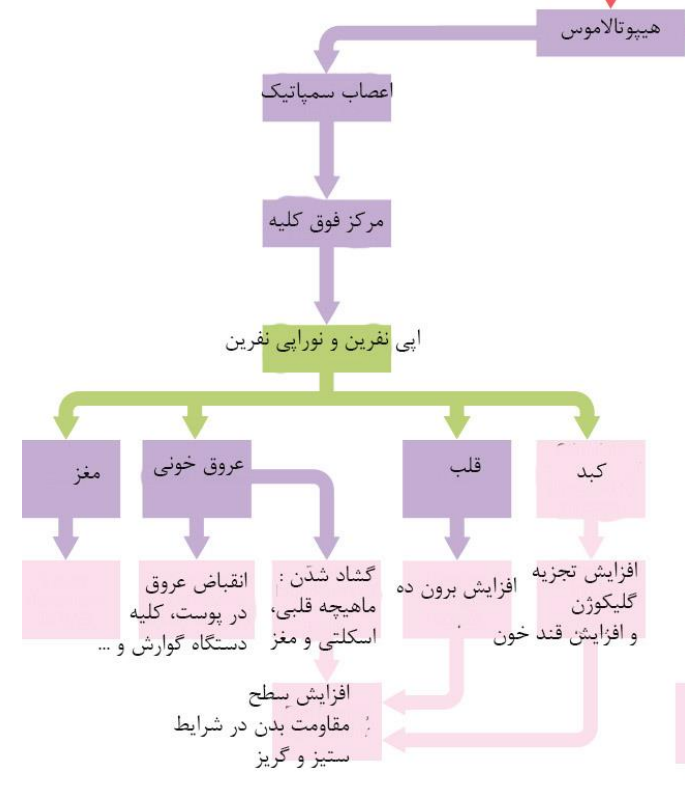 هیپوتالاموس
اعصاب سمپاتیک
مرکز فوق کلیه
اپی نفرین و نوراپی نفرین
کبد
قلب
عروق خونی
مغز
افزایش تجزیه
گلیکوژن
و افزایش قند خون
افزایش برون ده
گشاد شدن :
ماهیچه قلبی،
اسکلتی و مغز
انقباض عروق
در پوست، کلیه
دستگاه گوارش و ...
افزایش سطح
مقاومت بدن در شرایط
ستیز و گریز